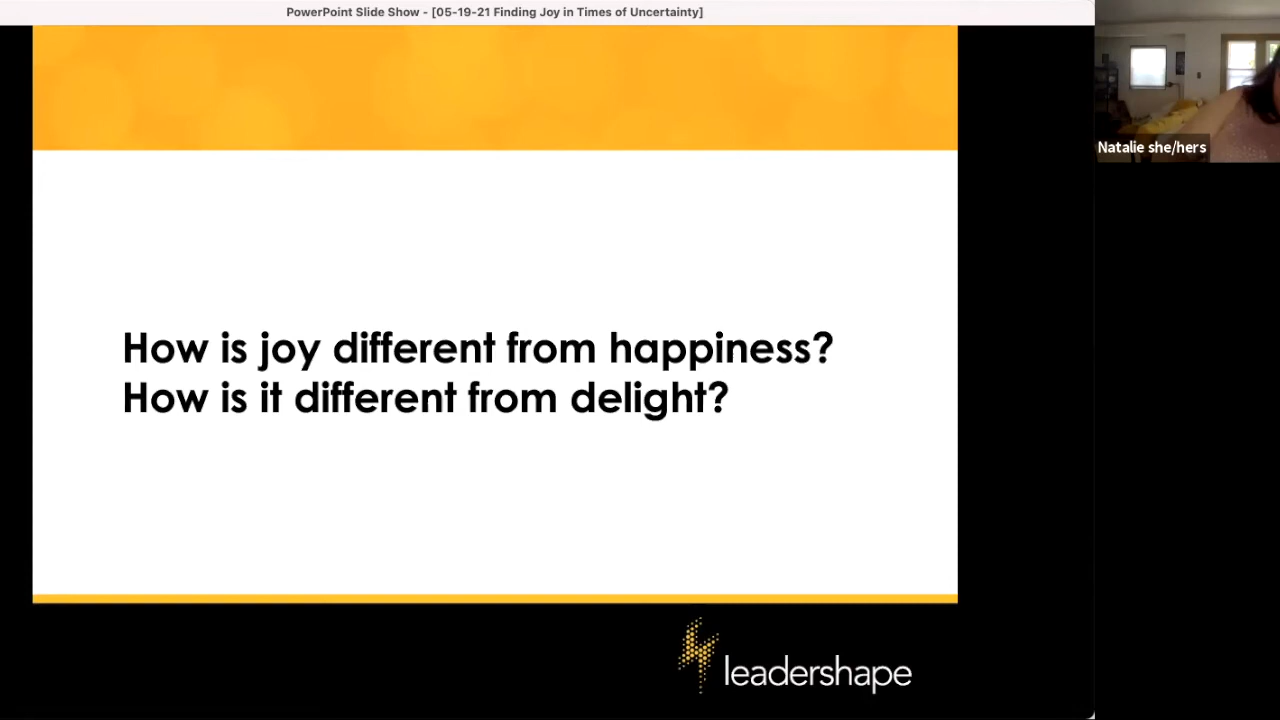 PowerPoint Slide Show - [05-19-21 Finding Joy in Times of Uncertainty]
Natalie she/hers
How is joy different from happiness?
How is it different from delight?
leadershape